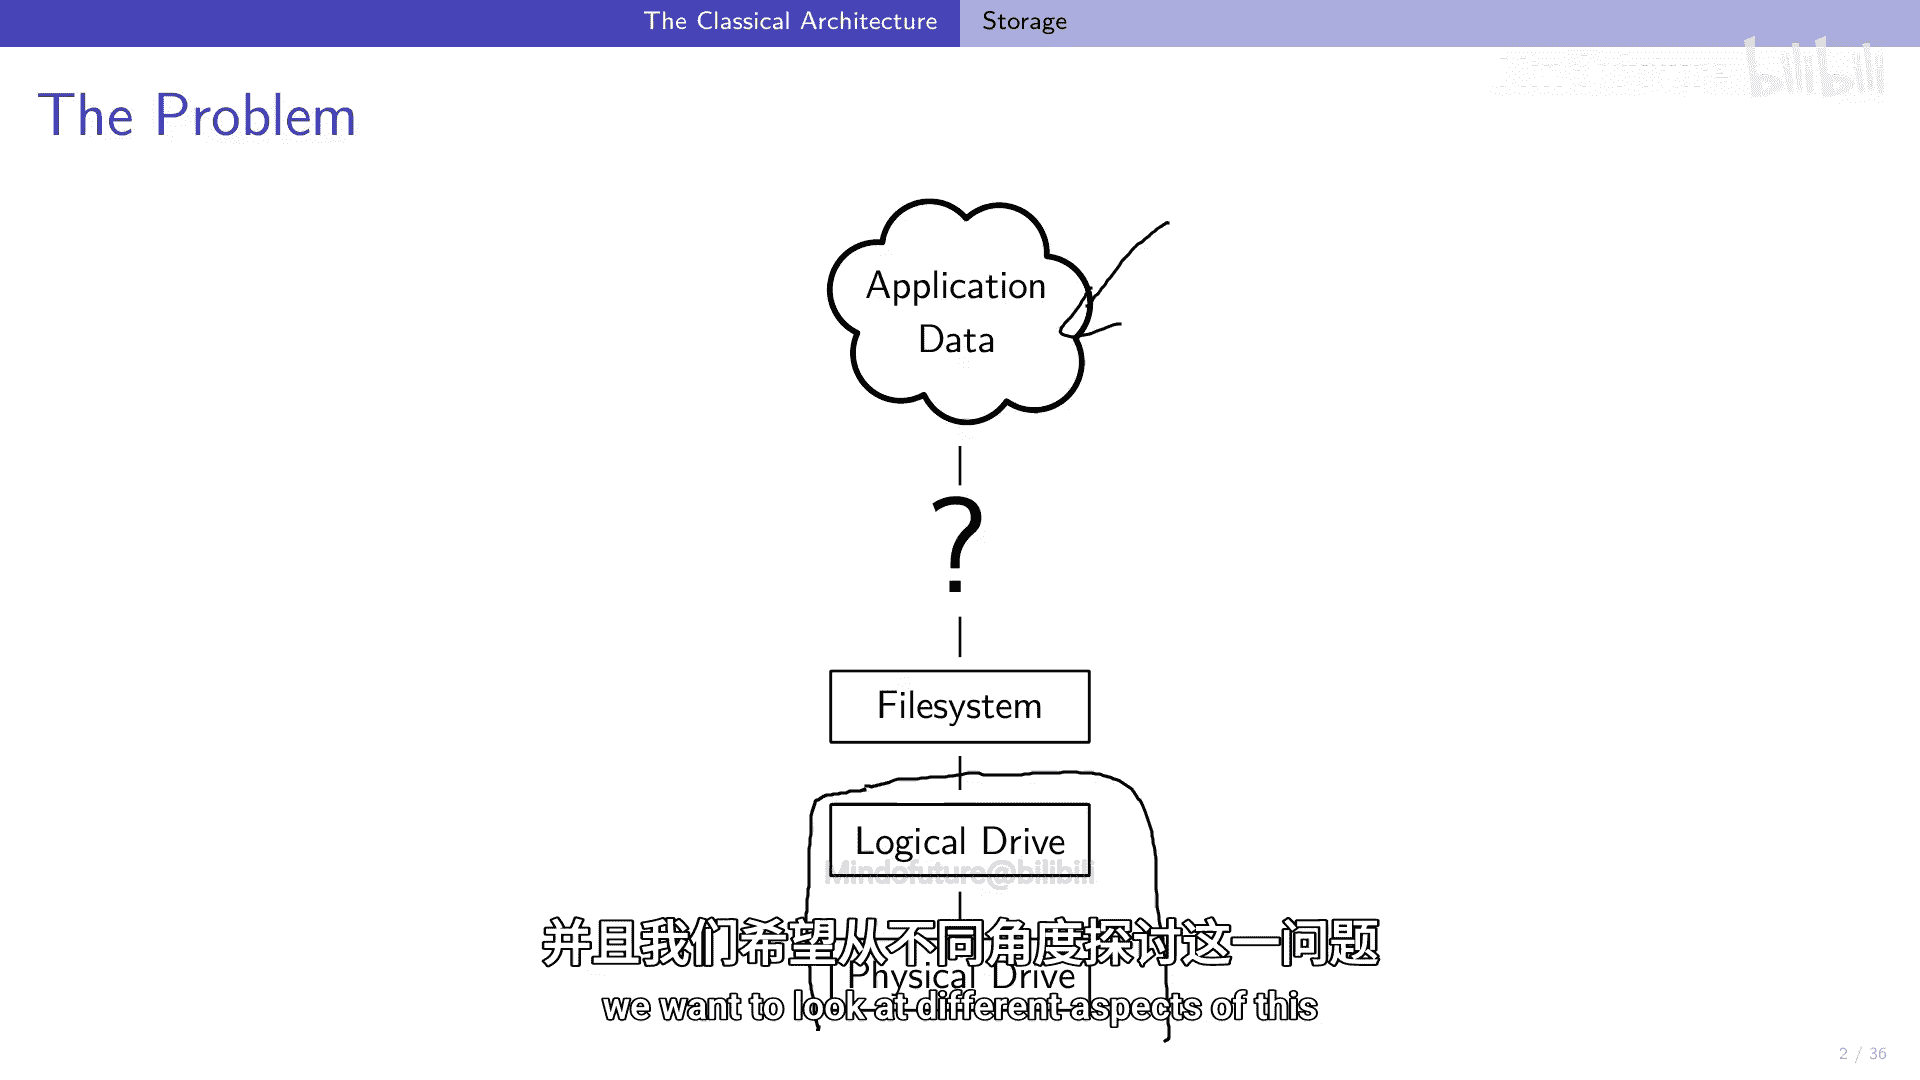 The Classical Architecture
Storage
bilibili
The Problem
Application
Data
?
Filesystem
Logical Drive
Mindofuture@bilibili
并且我们希望从不同角度探讨这一问题
Physical Drive
we want to look at different aspects of this
2 / 36